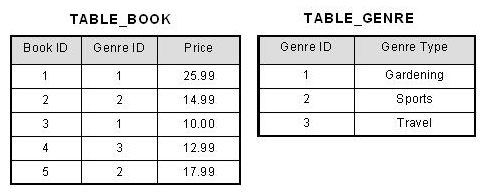 TABLE_BOOK
Book ID Genre ID Price
1 1 25.99
2 2 14.99
3 1 10.00
4 3 12.99
5 2 17.99
TABLE_GENRE
Genre ID Genre Type
1 Gardening
2 Sports
3 Travel